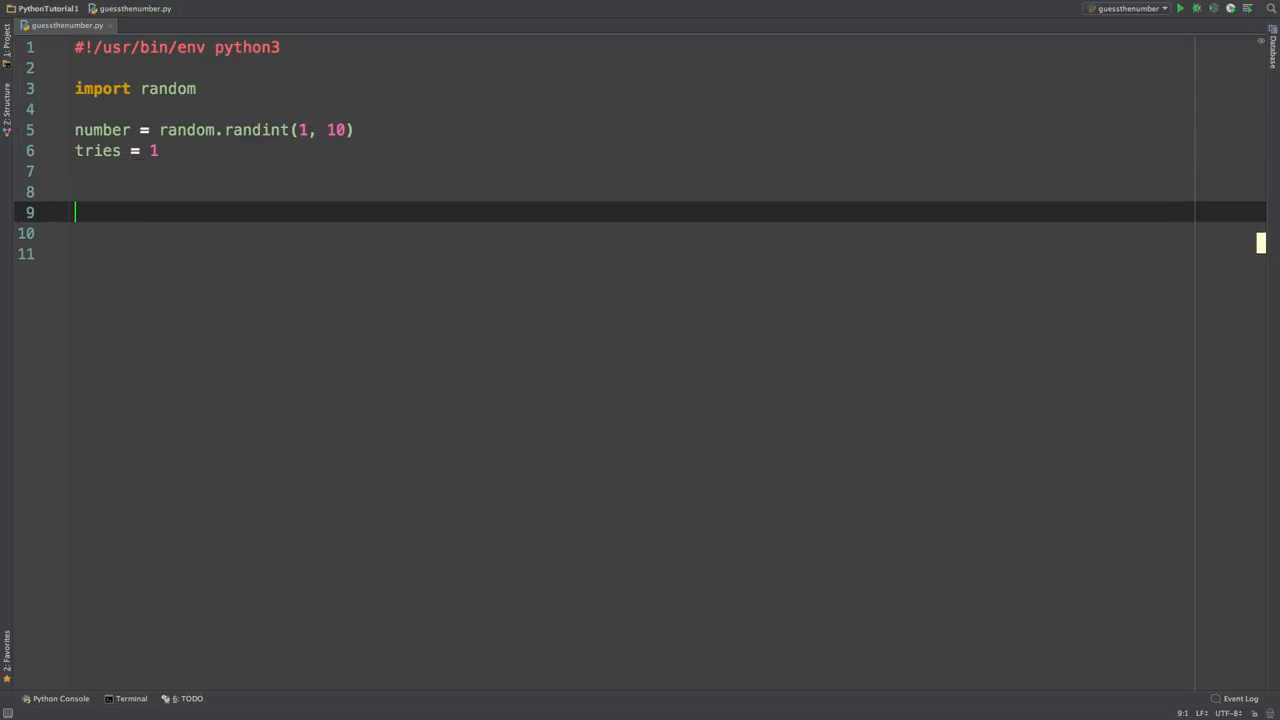 PythonTutorial1 guessthenumber.py guessthenumber
guessthenumber.py
1: Project
Z: Structure
Database
1 #!/usr/bin/env python3
2
3 import random
4
5 number = random.randint(1, 10)
6 tries = 1
7
8
9
10
11
2: Favorites
Python Console Terminal 6: TODO Event Log
9:1 LF÷ UTF-8÷